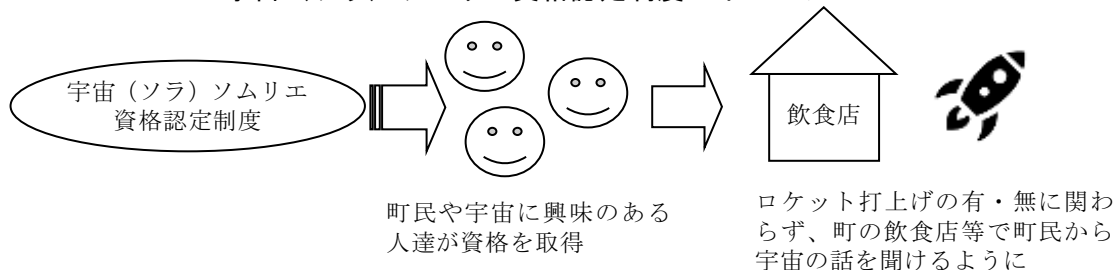 宇宙（ソラ）ソムリエ
資格認定制度
飲食店
町民や宇宙に興味のある
人達が資格を取得
ロケット打上げの有・無に関わ
らず、町の飲食店等で町民から
宇宙の話を聞けるように